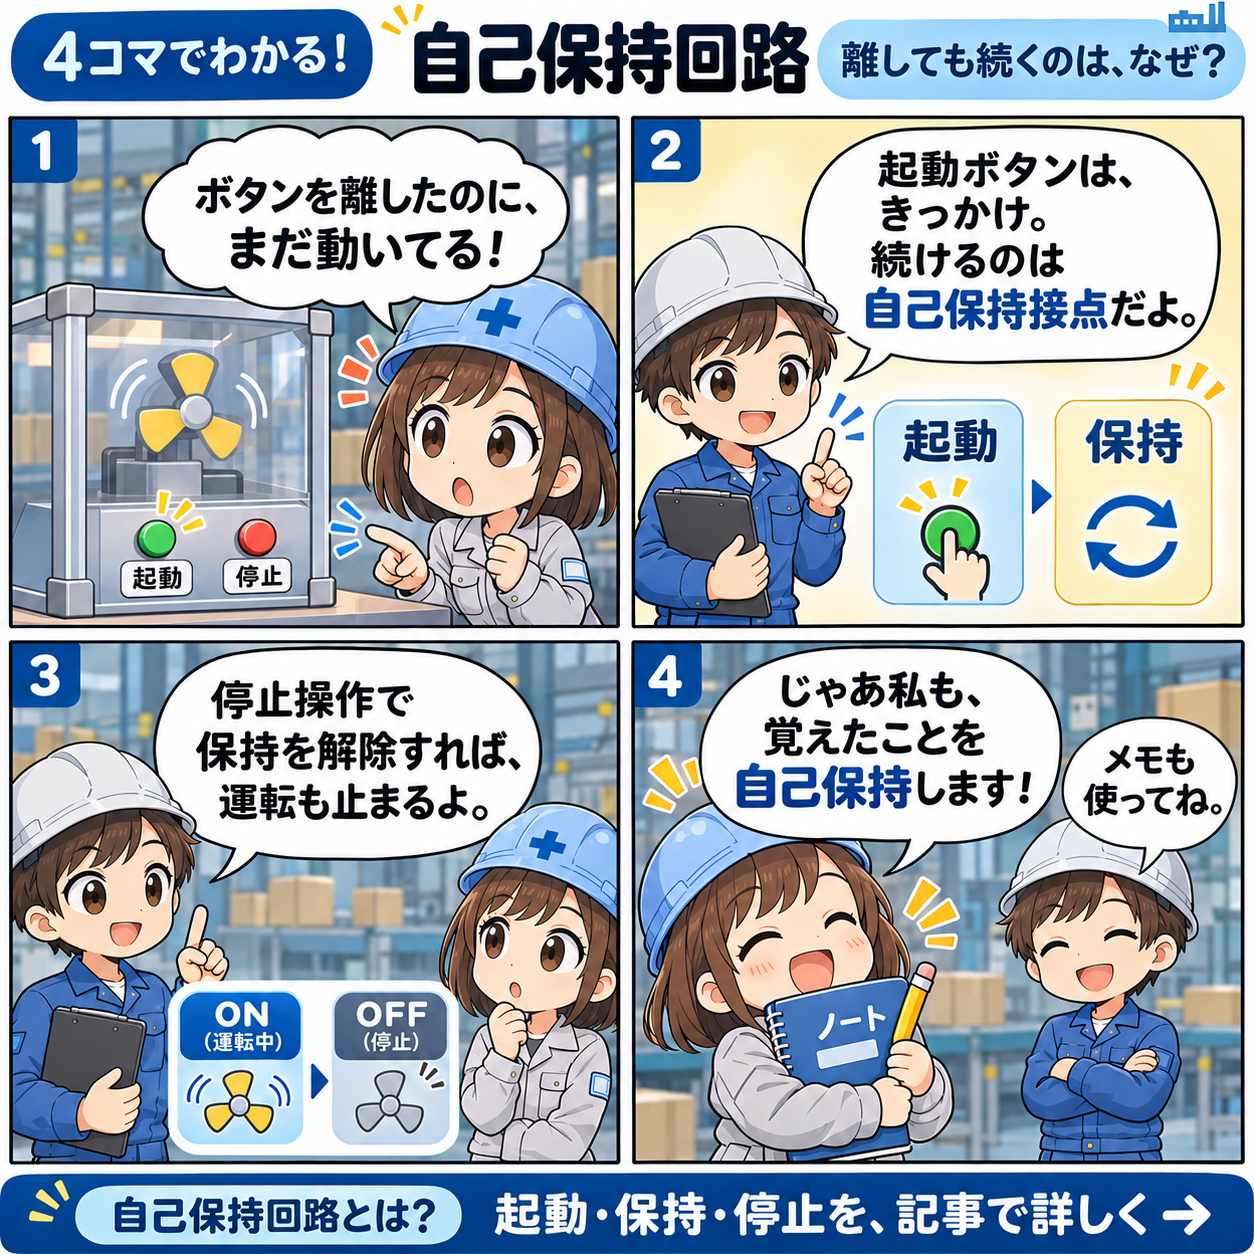 4コマでわかる!
自己保持回路
離しても続くのは、なぜ?
1
ボタンを離したのに、
まだ動いてる!
起動
停止
2
起動ボタンは、
きっかけ。
続けるのは
自己保持接点だよ。
起動
保持
3
停止操作で
保持を解除すれば、
運転も止まるよ。
ON
(運転中)
OFF
(停止)
4
じゃあ私も、
覚えたことを
自己保持します!
メモも
使ってね。
ノート
自己保持回路とは?
起動・保持・停止を、記事で詳しく→